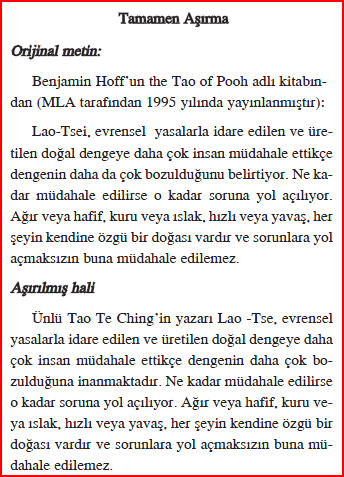 Tamamen Aşırma
Orijinal metin:
Benjamin Hoff'un the Tao of Pooh adlı kitabın-
dan (MLA tarafından 1995 yılında yayınlanmıştır):
Lao-Tsei, evrensel yasalarla idare edilen ve üre-
tilen doğal dengeye daha çok insan müdahale ettikçe
dengenin daha da çok bozulduğunu belirtiyor. Ne ka-
dar müdahale edilirse o kadar soruna yol açılıyor.
Ağır veya hafif, kuru veya ıslak, hızlı veya yavaş, her
şeyin kendine özgü bir doğası vardır ve sorunlara yol
açmaksızın buna müdahale edilemez.
Aşırılmış hali
Ünlü Tao Te Ching'in yazarı Lao -Tse, evrensel
yasalarla idare edilen ve üretilen doğal dengeye daha
çok insan müdahale ettikçe dengenin daha çok bo-
zulduğuna inanmaktadır. Ne kadar müdahale edilirse
o kadar soruna yol açılıyor. Ağır veya hafif, kuru ve-
ya ıslak, hızlı veya yavaş, her şeyin kendine özgü bir
doğası vardır ve sorunlara yol açmaksızın buna mü-
dahale edilemez.